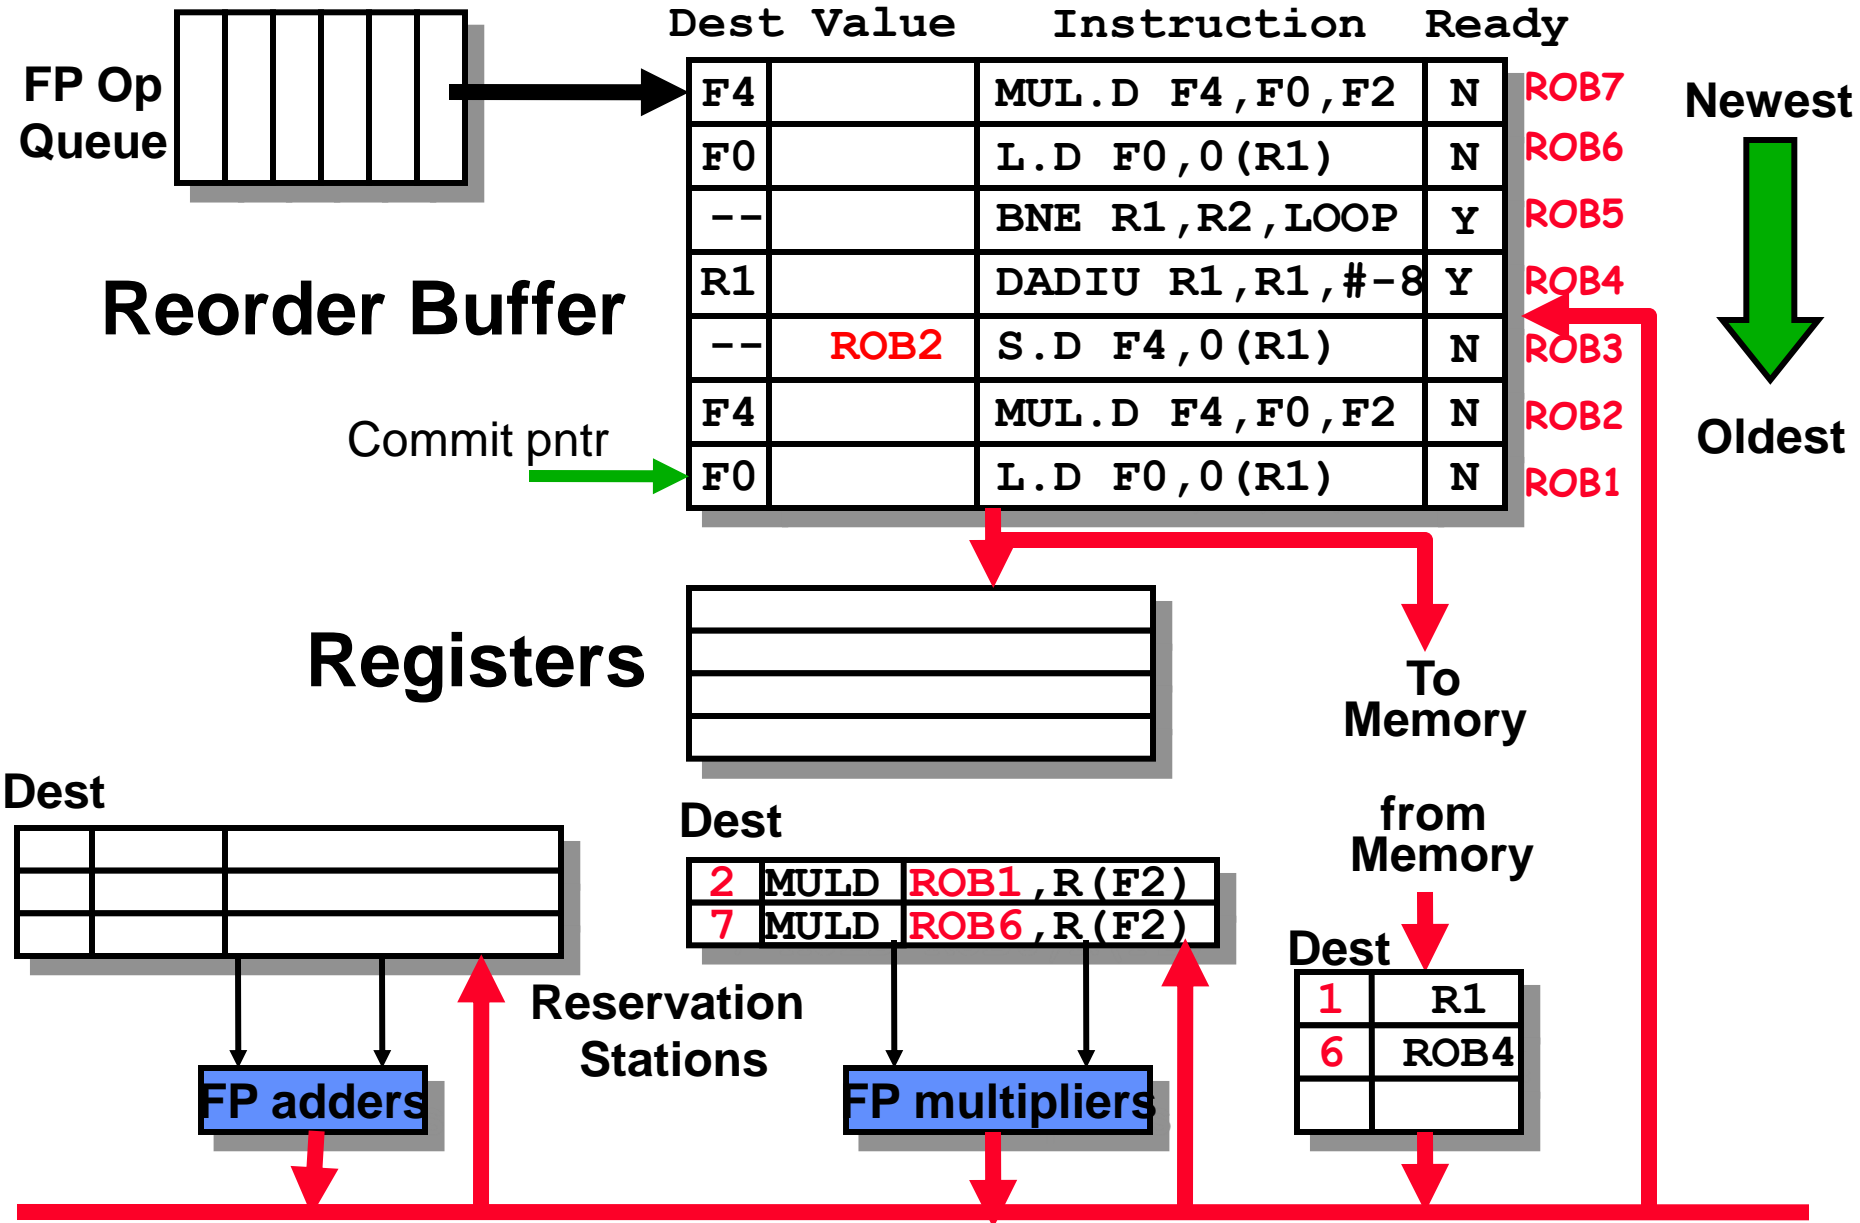 Dest Value Instruction Ready
FP Op
Queue
F4 MUL.D F4,F0,F2 N ROB7
F0 L.D F0,0(R1) N ROB6
-- BNE R1,R2,LOOP Y ROB5
R1 DADIU R1,R1,#-8 Y ROB4
-- ROB2 S.D F4,0(R1) N ROB3
F4 MUL.D F4,F0,F2 N ROB2
F0 L.D F0,0(R1) N ROB1
Newest
Oldest
Reorder Buffer
Commit pntr
Registers
To
Memory
from
Memory
Dest
Dest
2 MULD ROB1,R(F2)
7 MULD ROB6,R(F2)
Dest
1 R1
6 ROB4
Reservation
Stations
FP adders
FP multipliers